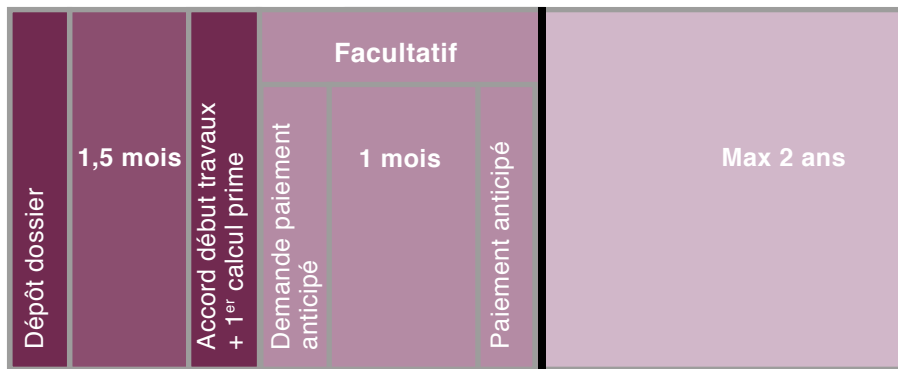 Dépôt dossier
1,5 mois
Accord début travaux
+ 1er calcul prime
Facultatif
Demande paiement
anticipé
1 mois
Paiement anticipé
Max 2 ans